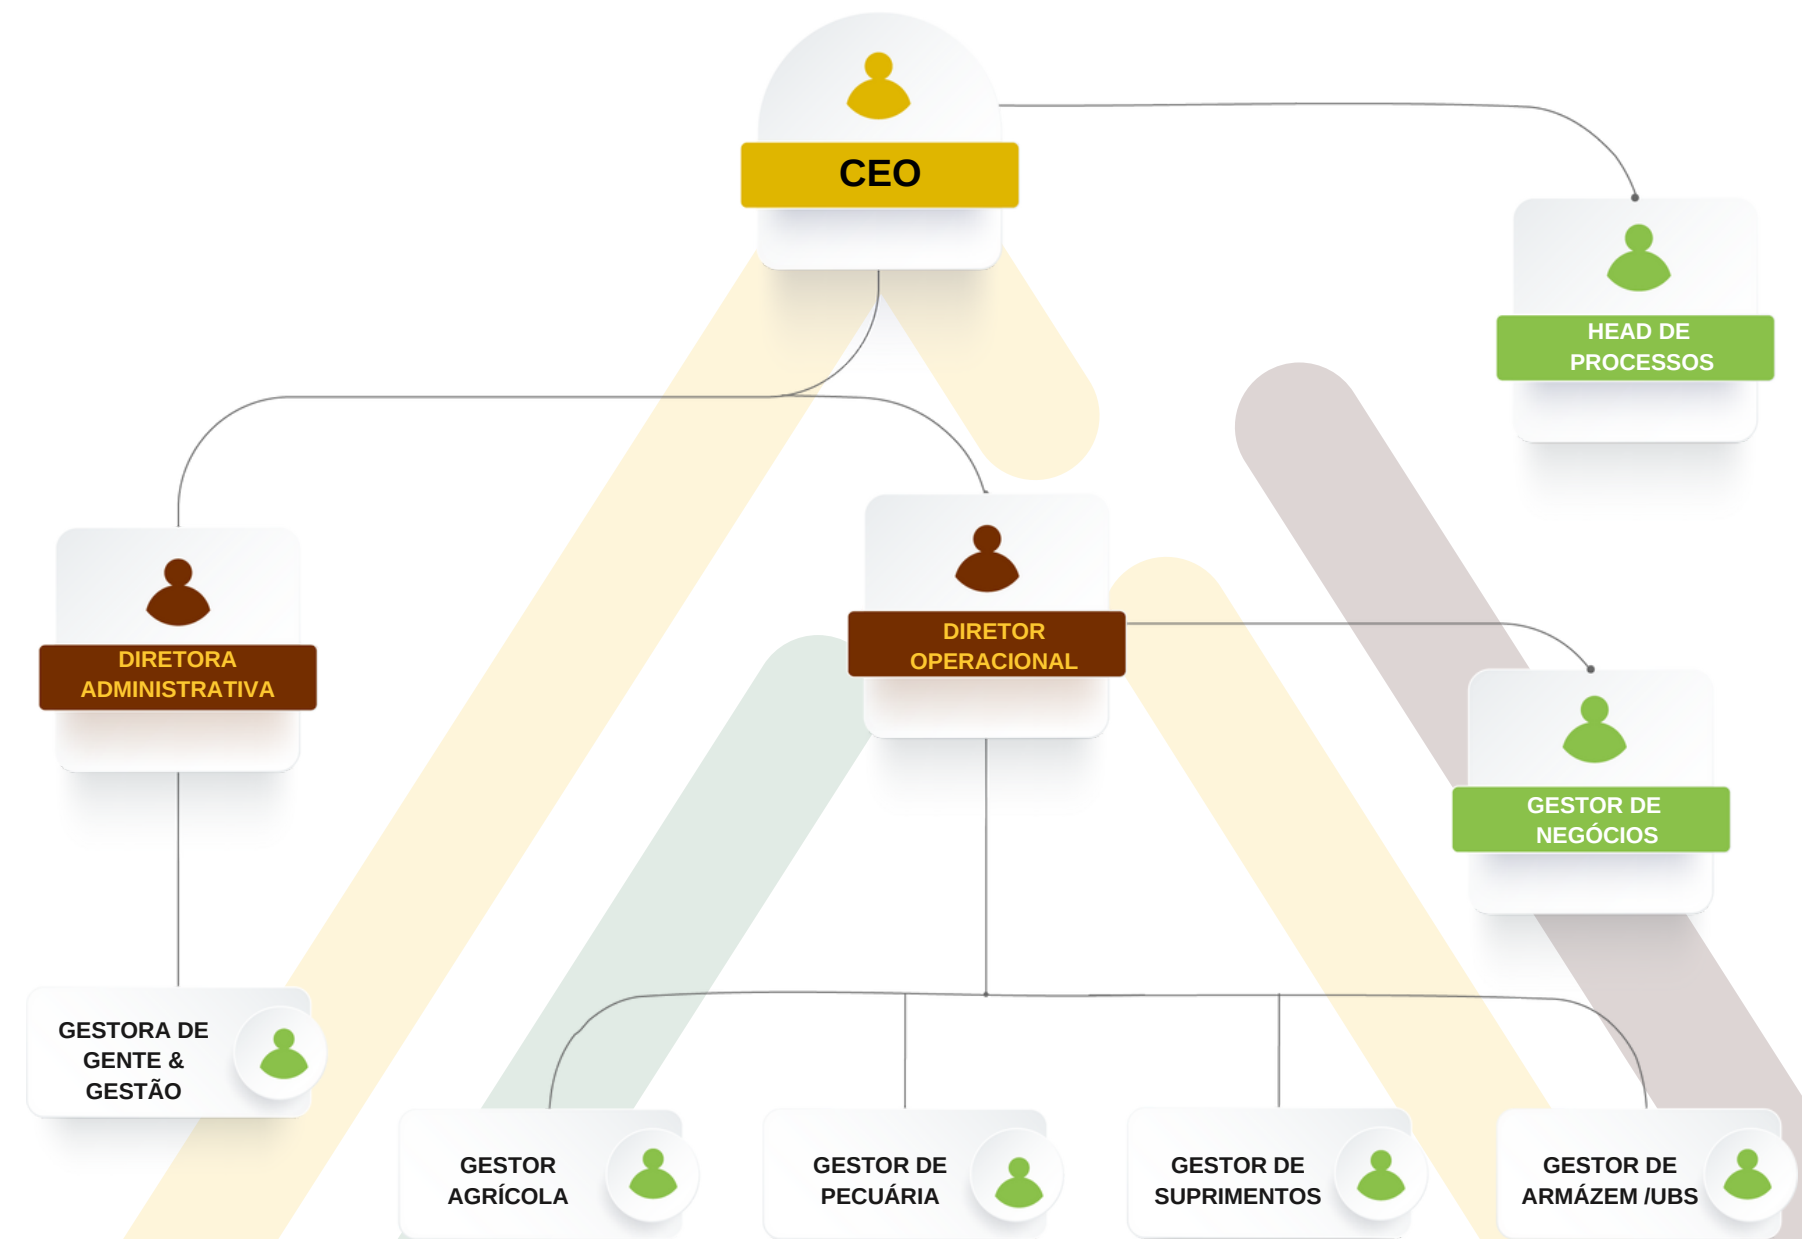 CEO
HEAD DE
PROCESSOS
DIRETOR
OPERACIONAL
DIRETORA
ADMINISTRATIVA
GESTOR DE
NEGÓCIOS
GESTORA DE
GENTE &
GESTÃO
GESTOR
AGRÍCOLA
GESTOR DE
PECUÁRIA
GESTOR DE
SUPRIMENTOS
GESTOR DE
ARMÁZEM /UBS